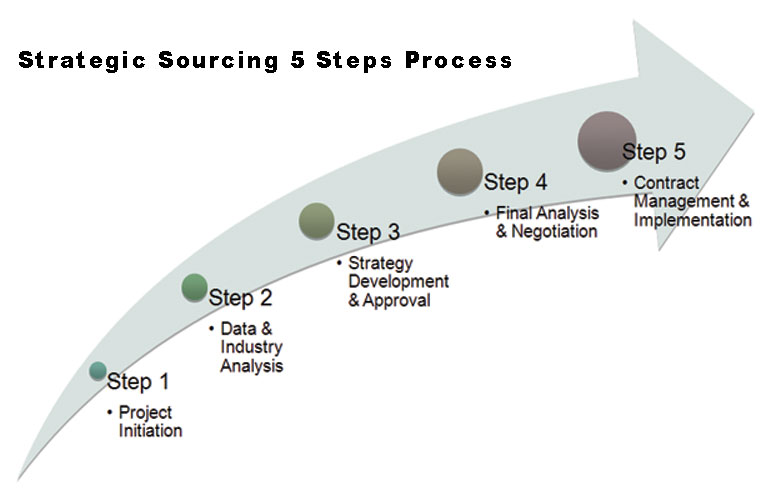 Strategic Sourcing 5 Steps Process
Step 1
• Project
Initiation
Step 2
• Data &
Industry
Analysis
Step 3
• Strategy
Development
& Approval
Step 4
• Final Analysis
& Negotiation
Step 5
• Contract
Management &
Implementation